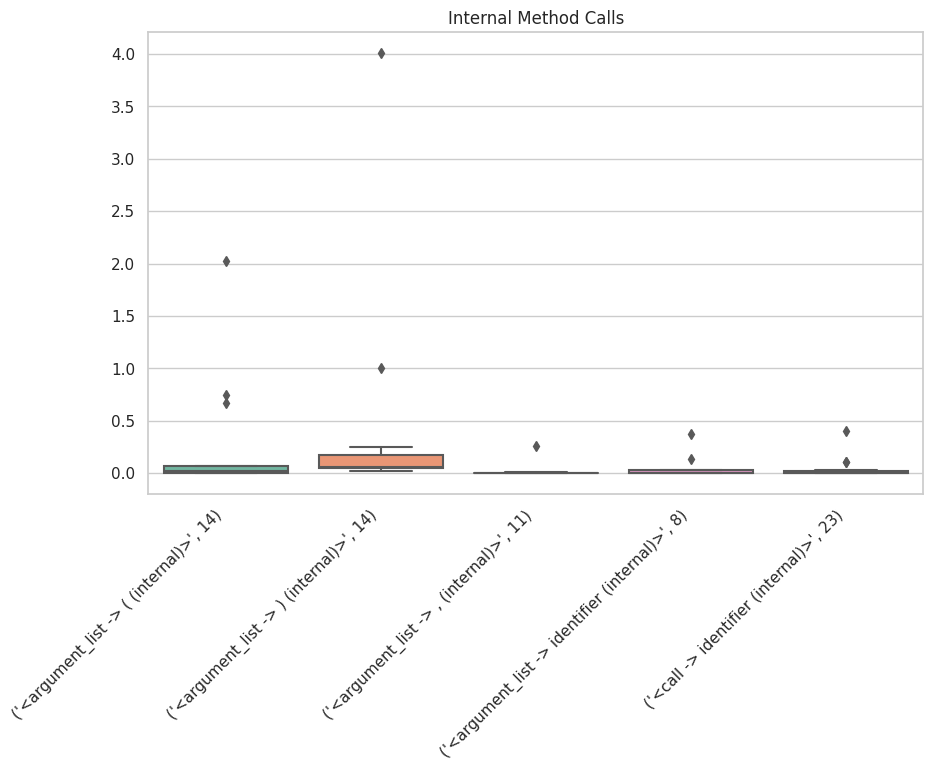 Internal Method Calls
4.0
3.5
3.0
2.5
2.0
1.5
1.0
0.5
0.0
('<argument_list -> ( (internal)>', 14)
('<argument_list -> ) (internal)>', 14)
('<argument_list -> , (internal)>', 11)
('<argument_list -> identifier (internal)>', 8)
('<call -> identifier (internal)>', 23)